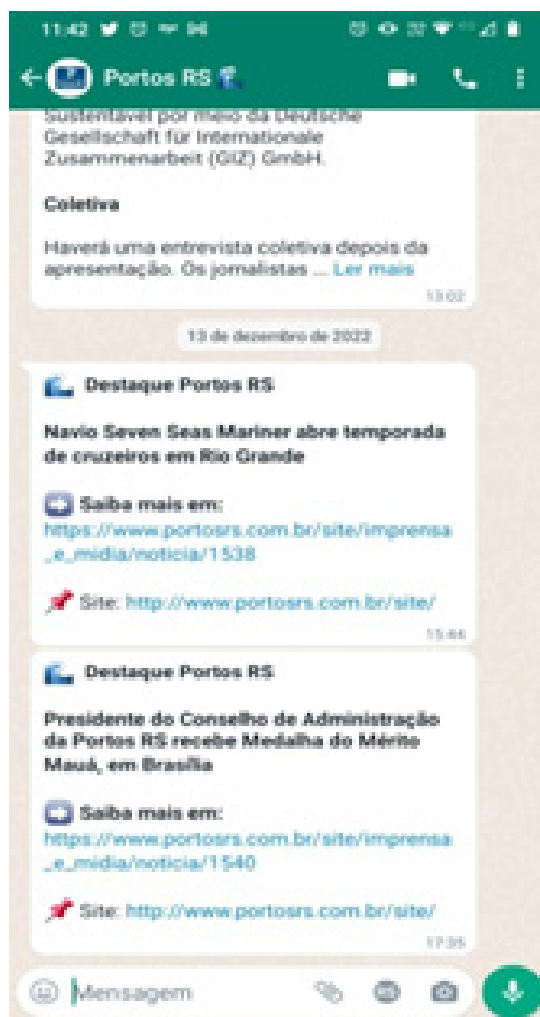 11:42
Portos RS
Sustentável por meio da Deutsche
Gesellschaft für Internationale
Zusammenarbeit (GIZ) GmbH.
Coletiva
Haverá uma entrevista coletiva depois da
apresentação. Os jornalistas ... Ler mais
13:02
13 de dezembro de 2022
Destaque Portos RS
Navio Seven Seas Mariner abre temporada
de cruzeiros em Rio Grande
Saiba mais em:
https://www.portosrs.com.br/site/imprensa
_e_midia/noticia/1538
Site: http://www.portosrs.com.br/site/
15:44
Destaque Portos RS
Presidente do Conselho de Administração
da Portos RS recebe Medalha do Mérito
Mauá, em Brasília
Saiba mais em:
https://www.portosrs.com.br/site/imprensa
_e_midia/noticia/1540
Site: http://www.portosrs.com.br/site/
17:35
Mensagem